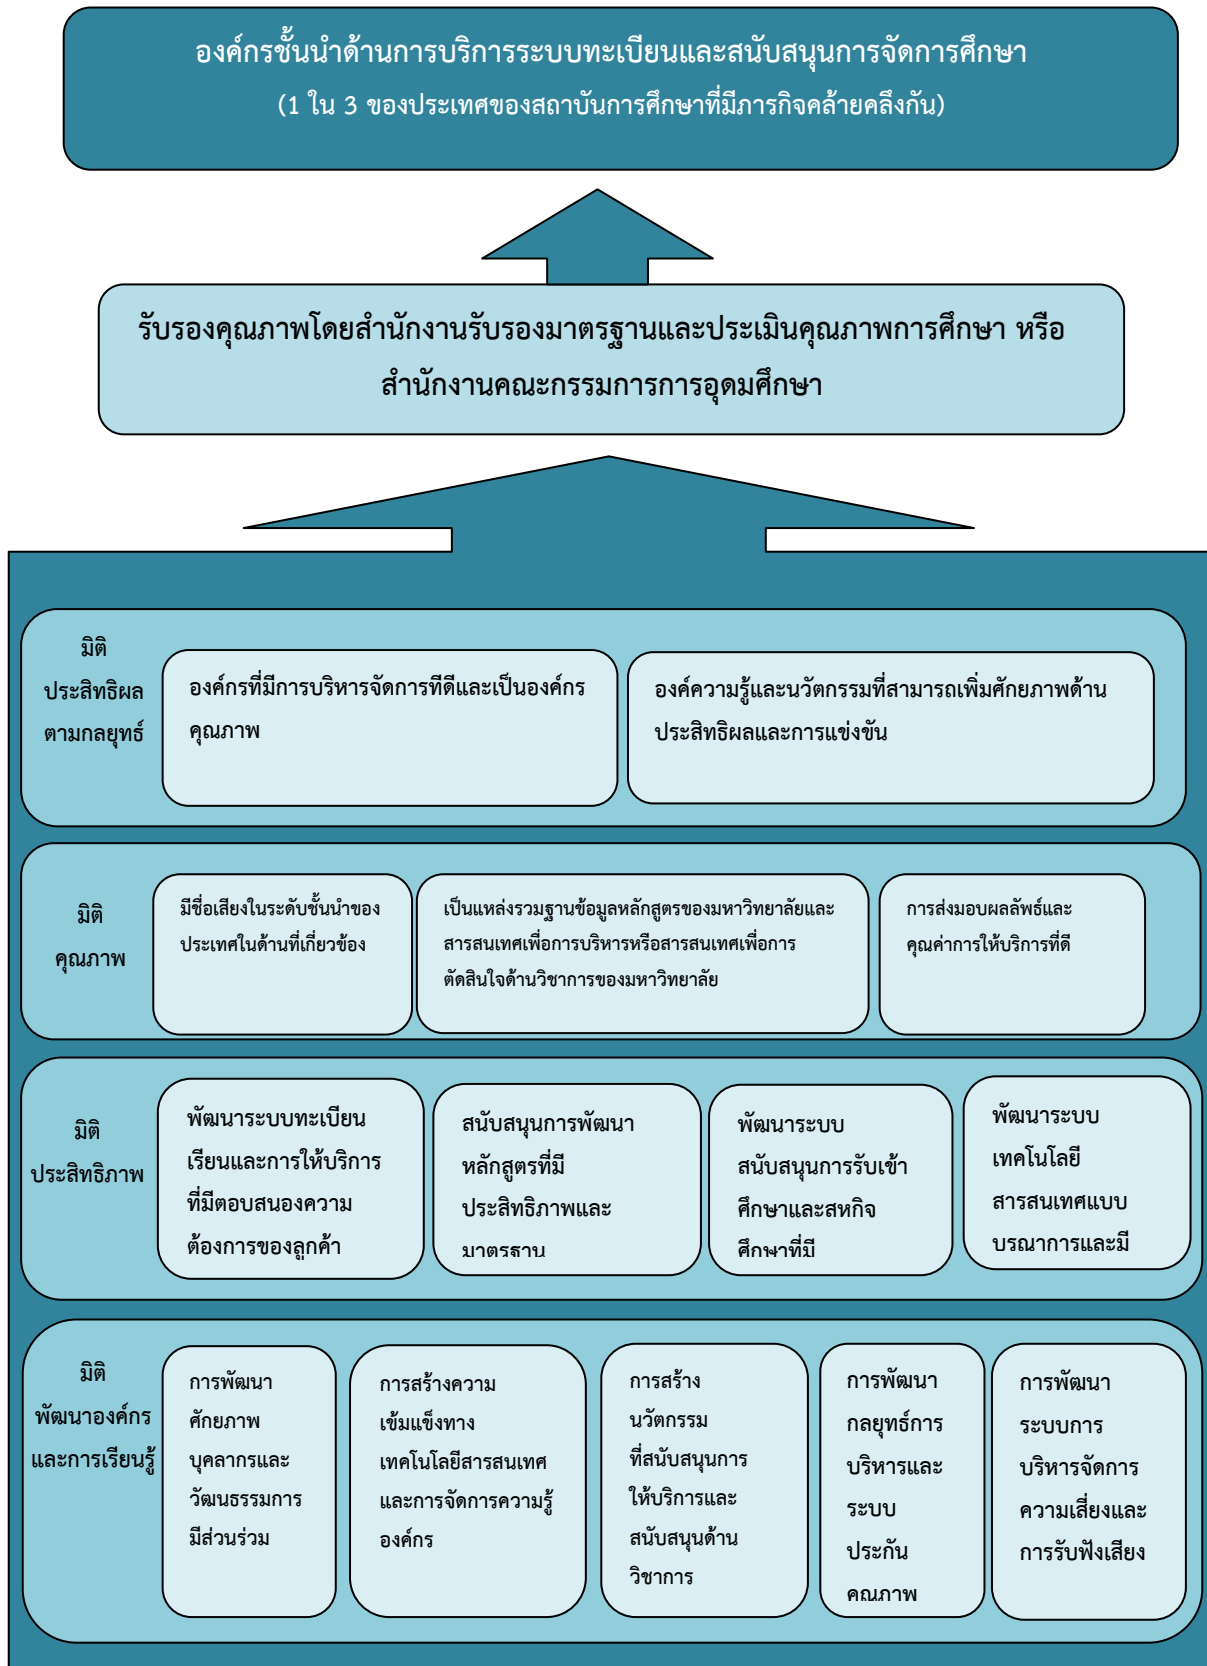 องค์กรชั้นนำด้านการบริการระบบทะเบียนและสนับสนุนการจัดการศึกษา
(1 ใน 3 ของประเทศของสถาบันการศึกษาที่มีภารกิจคล้ายคลึงกัน)
รับรองคุณภาพโดยสำนักงานรับรองมาตรฐานและประเมินคุณภาพการศึกษา หรือ
สำนักงานคณะกรรมการการอุดมศึกษา
มิติ
ประสิทธิผล
ตามกลยุทธ์
องค์กรที่มีการบริหารจัดการทีดีและเป็นองค์กร
คุณภาพ
องค์ความรู้และนวัตกรรมที่สามารถเพิ่มศักยภาพด้าน
ประสิทธิผลและการแข่งขัน
มิติ
คุณภาพ
มีชื่อเสียงในระดับชั้นนำของ
ประเทศในด้านที่เกี่ยวข้อง
เป็นแหล่งรวมฐานข้อมูลหลักสูตรของมหาวิทยาลัยและ
สารสนเทศเพื่อการบริหารหรือสารสนเทศเพื่อการ
ตัดสินใจด้านวิชาการของมหาวิทยาลัย
การส่งมอบผลลัพธ์และ
คุณค่าการให้บริการที่ดี
มิติ
ประสิทธิภาพ
พัฒนาระบบทะเบียน
เรียนและการให้บริการ
ที่มีตอบสนองความ
ต้องการของลูกค้า
สนับสนุนการพัฒนา
หลักสูตรที่มี
ประสิทธิภาพและ
มาตรฐาน
พัฒนาระบบ
สนับสนุนการรับเข้า
ศึกษาและสหกิจ
ศึกษาที่มี
พัฒนาระบบ
เทคโนโลยี
สารสนเทศแบบ
บูรณาการและมี
มิติ
พัฒนาองค์กร
และการเรียนรู้
การพัฒนา
ศักยภาพ
บุคลากรและ
วัฒนธรรมการ
มีส่วนร่วม
การสร้างความ
เข้มแข็งทาง
เทคโนโลยีสารสนเทศ
และการจัดการความรู้
องค์กร
การสร้าง
นวัตกรรม
ที่สนับสนุนการ
ให้บริการและ
สนับสนุนด้าน
วิชาการ
การพัฒนา
กลยุทธ์การ
บริหารและ
ระบบ
ประกัน
คุณภาพ
การพัฒนา
ระบบการ
บริหารจัดการ
ความเสี่ยงและ
การรับฟังเสียง